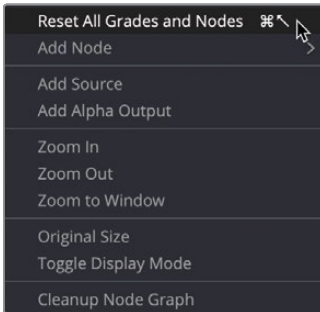 Reset All Grades and Nodes ⌘↖
Add Node >
Add Source
Add Alpha Output
Zoom In
Zoom Out
Zoom to Window
Original Size
Toggle Display Mode
Cleanup Node Graph